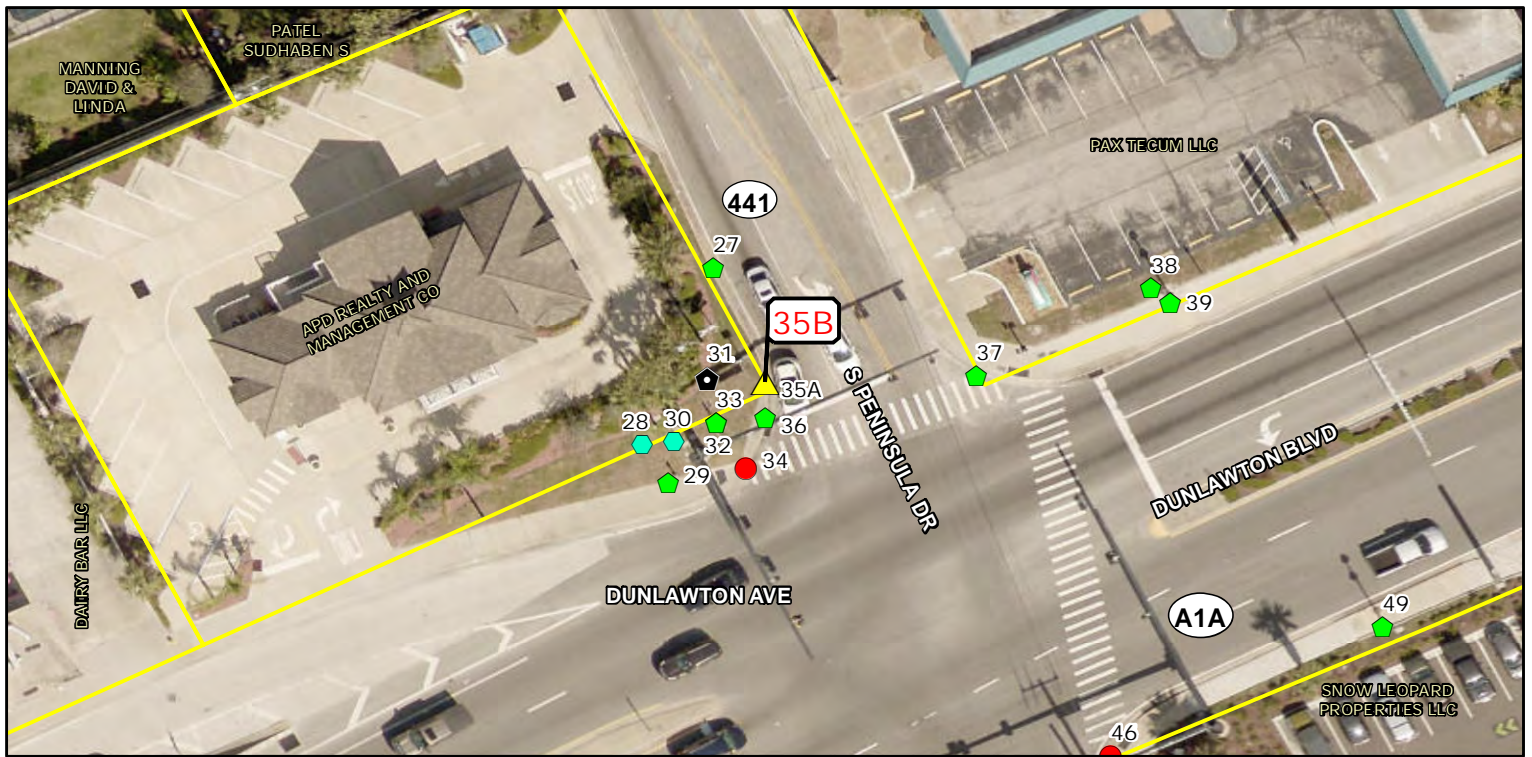 PATEL
SUDHABEN S
MANNING
DAVID &
LINDA
PAX TECUM LLC
STOP
441
27
38
39
35B
APD REALTY AND
MANAGEMENT CO
31
37
35A
33
36
28
30
32
S PENINSULA DR
34
29
DUNLAWTON BLVD
DAIRY BAR LLC
DUNLAWTON AVE
A1A
49
SNOW LEOPARD
PROPERTIES LLC
46